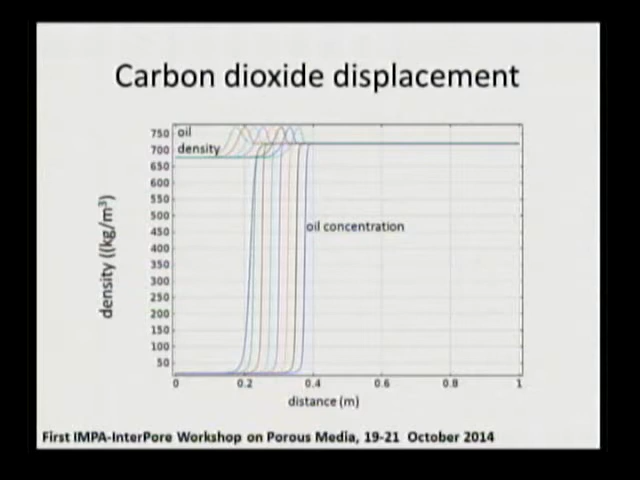 Carbon dioxide displacement
oil
density
oil concentration
density ((kg/m³)
750
700
650
600
550
500
450
400
350
300
250
200
150
100
50
0 0.2 0.4 0.6 0.8 1
distance (m)
First IMPA-InterPore Workshop on Porous Media, 19-21 October 2014